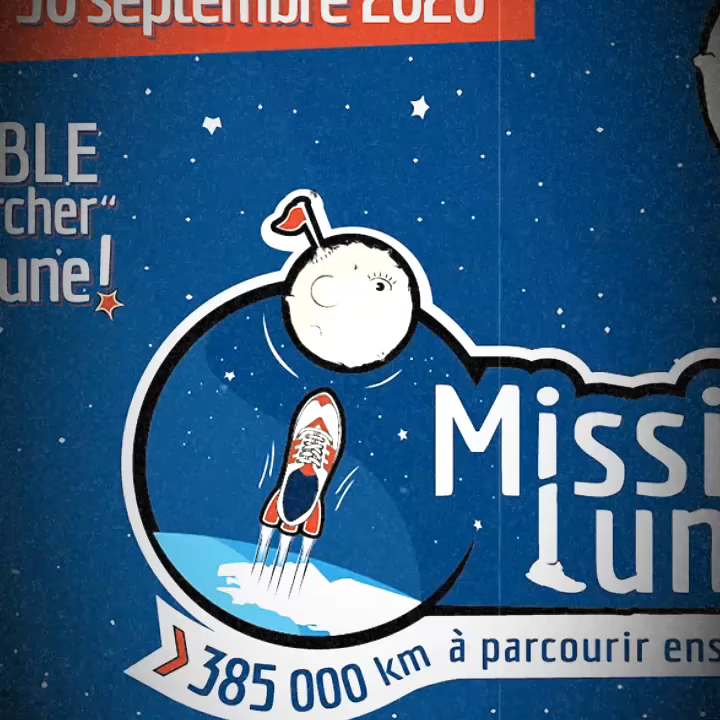 30 septembre 2020
BLE
rcher"
une!
Missi
lun
385 000 km à parcourir ens